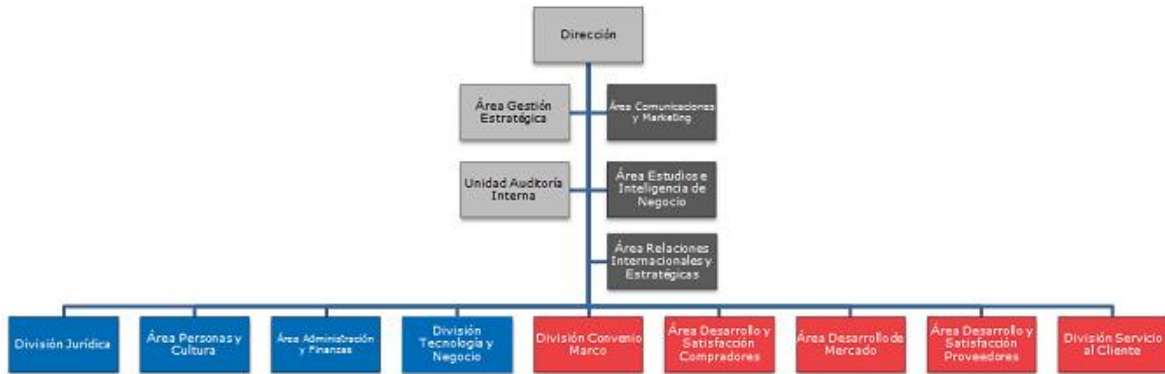 Dirección
Área Gestión
Estratégica
Área Comunicaciones
y Marketing
Unidad Auditoría
Interna
Área Estudios e
Inteligencia de
Negocio
Área Relaciones
Internacionales y
Estratégicas
División Jurídica
Área Personas y
Cultura
Área Administración
y Finanzas
División
Tecnología y
Negocio
División Convenio
Marco
Área Desarrollo y
Satisfacción
Compradores
Área Desarrollo de
Mercado
Área Desarrollo y
Satisfacción
Proveedores
División Servicio
al Cliente